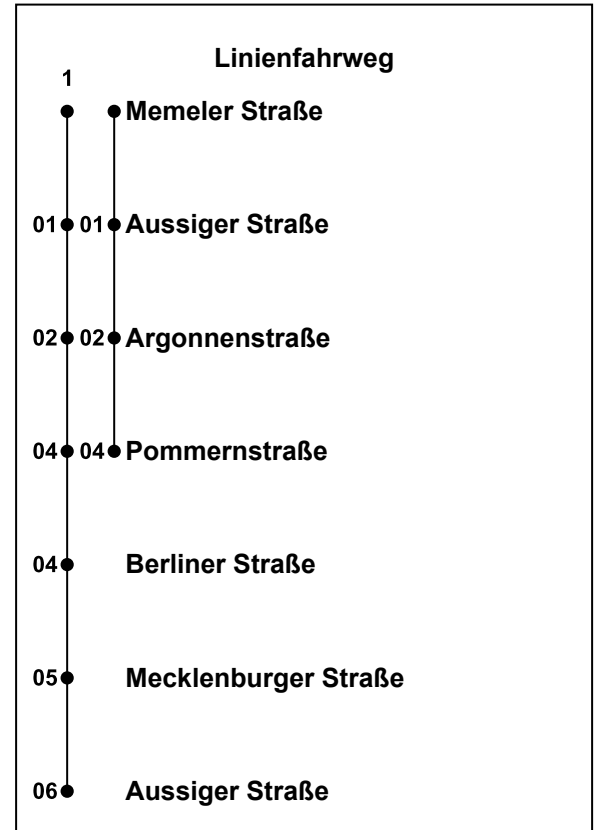 Linienfahrweg
1
Memeler Straße
01 01 Aussiger Straße
02 02 Argonnenstraße
04 04 Pommernstraße
04 Berliner Straße
05 Mecklenburger Straße
06 Aussiger Straße